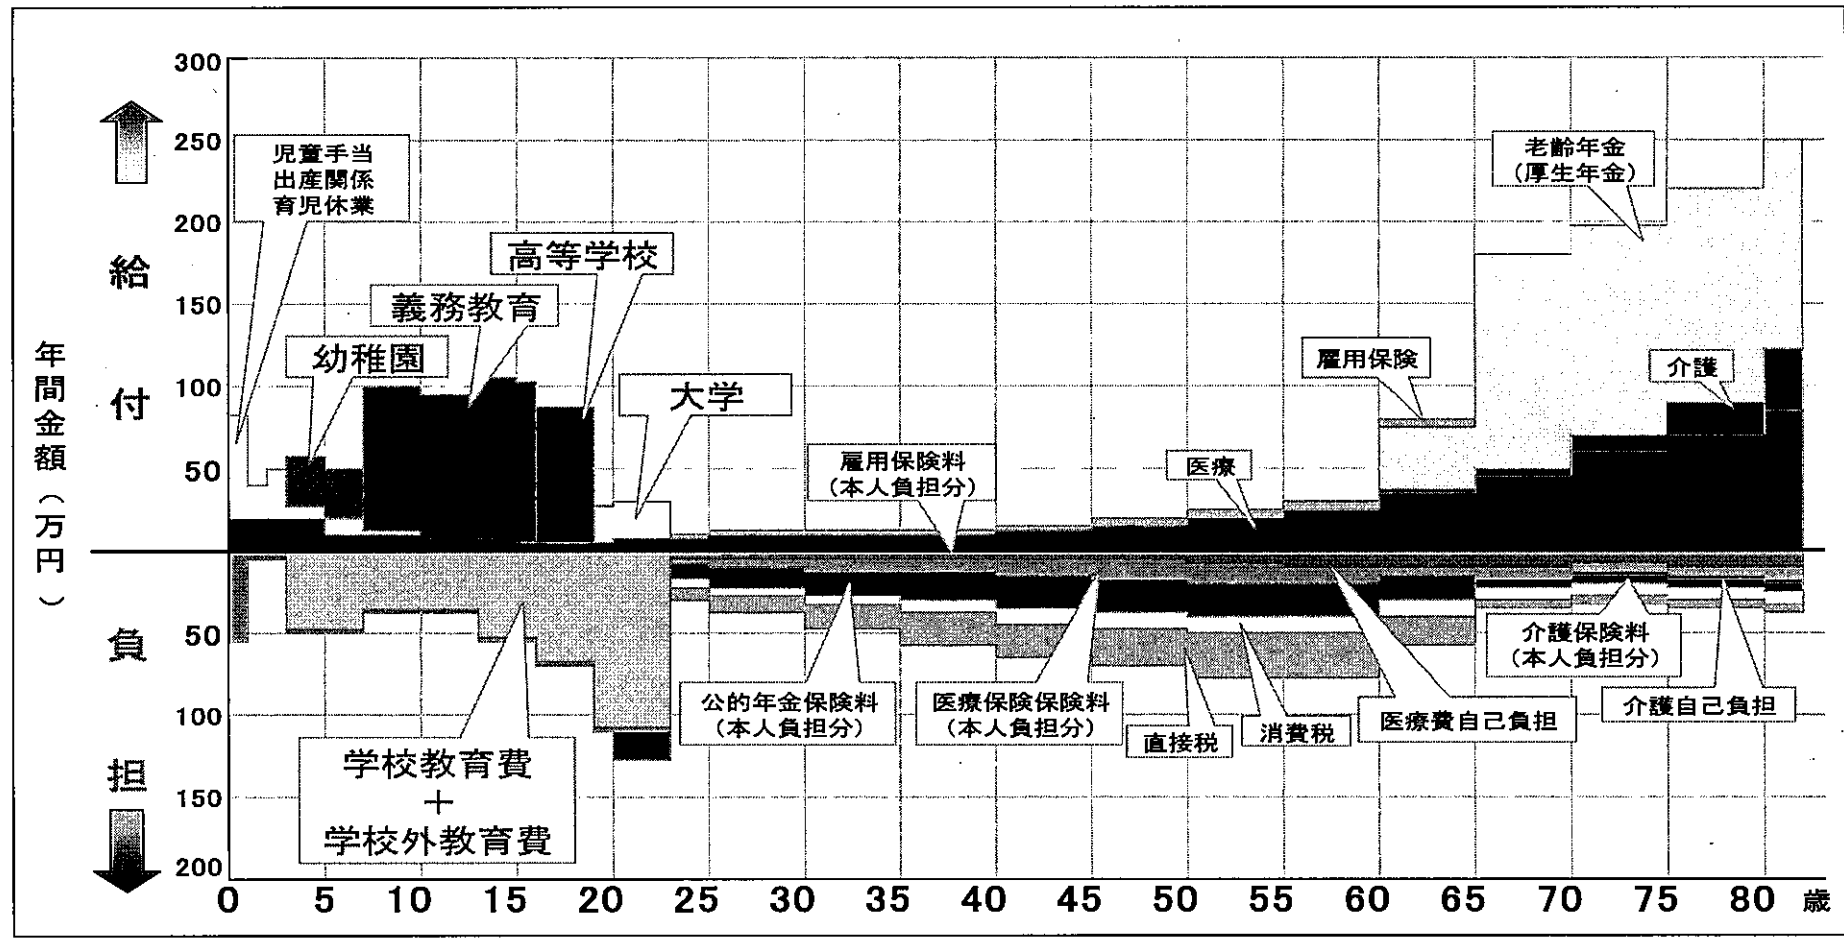 300
250
200
150
100
50
50
100
150
200
年間金額(万円)
給付
負担
児童手当
出産関係
育児休業
幼稚園
義務教育
高等学校
大学
雇用保険料
(本人負担分)
医療
雇用保険
老齢年金
(厚生年金)
介護
学校教育費
+
学校外教育費
公的年金保険料
(本人負担分)
医療保険保険料
(本人負担分)
直接税
消費税
医療費自己負担
介護保険料
(本人負担分)
介護自己負担
0 5 10 15 20 25 30 35 40 45 50 55 60 65 70 75 80 歳